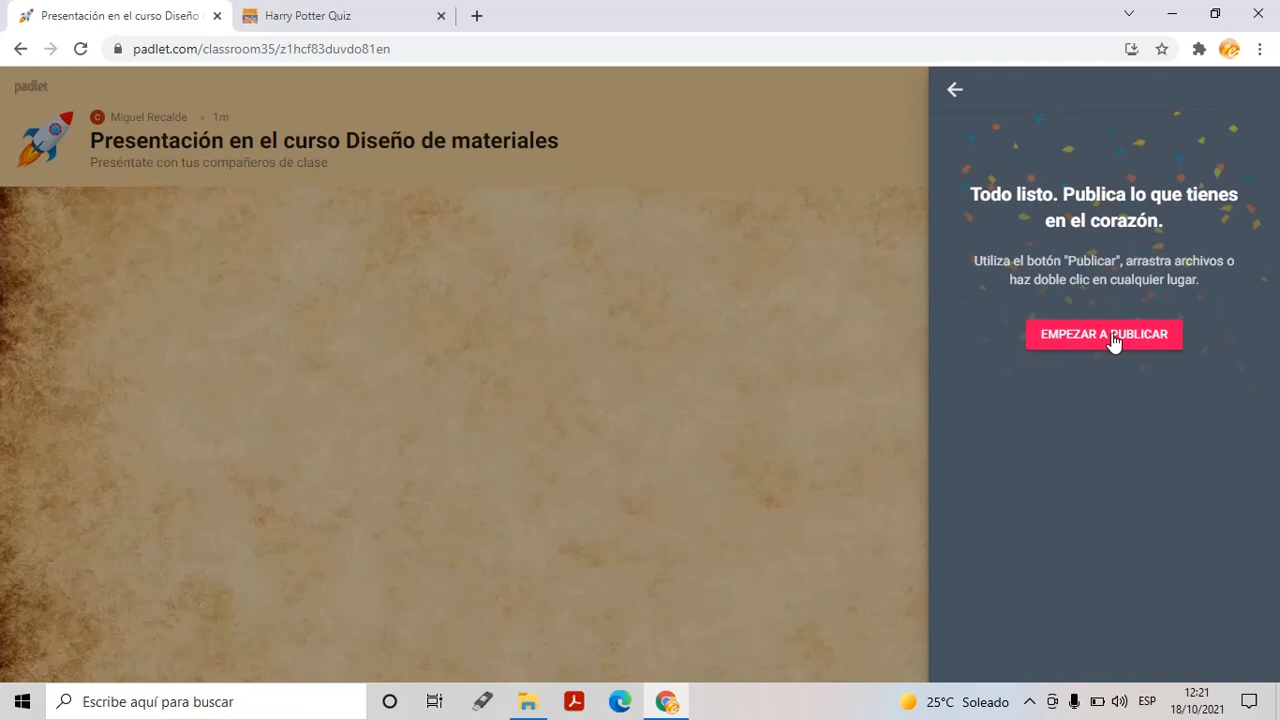 Presentación en el curso Diseño
Harry Potter Quiz
padlet.com/classroom35/z1hcf83duvdo81en
padlet
C Miguel Recalde • 1m
Presentación en el curso Diseño de materiales
Preséntate con tus compañeros de clase
Todo listo. Publica lo que tienes
en el corazón.
Utiliza el botón "Publicar", arrastra archivos o
haz doble clic en cualquier lugar.
EMPEZAR A PUBLICAR
Escribe aquí para buscar
25°C Soleado
ESP
12:21
18/10/2021